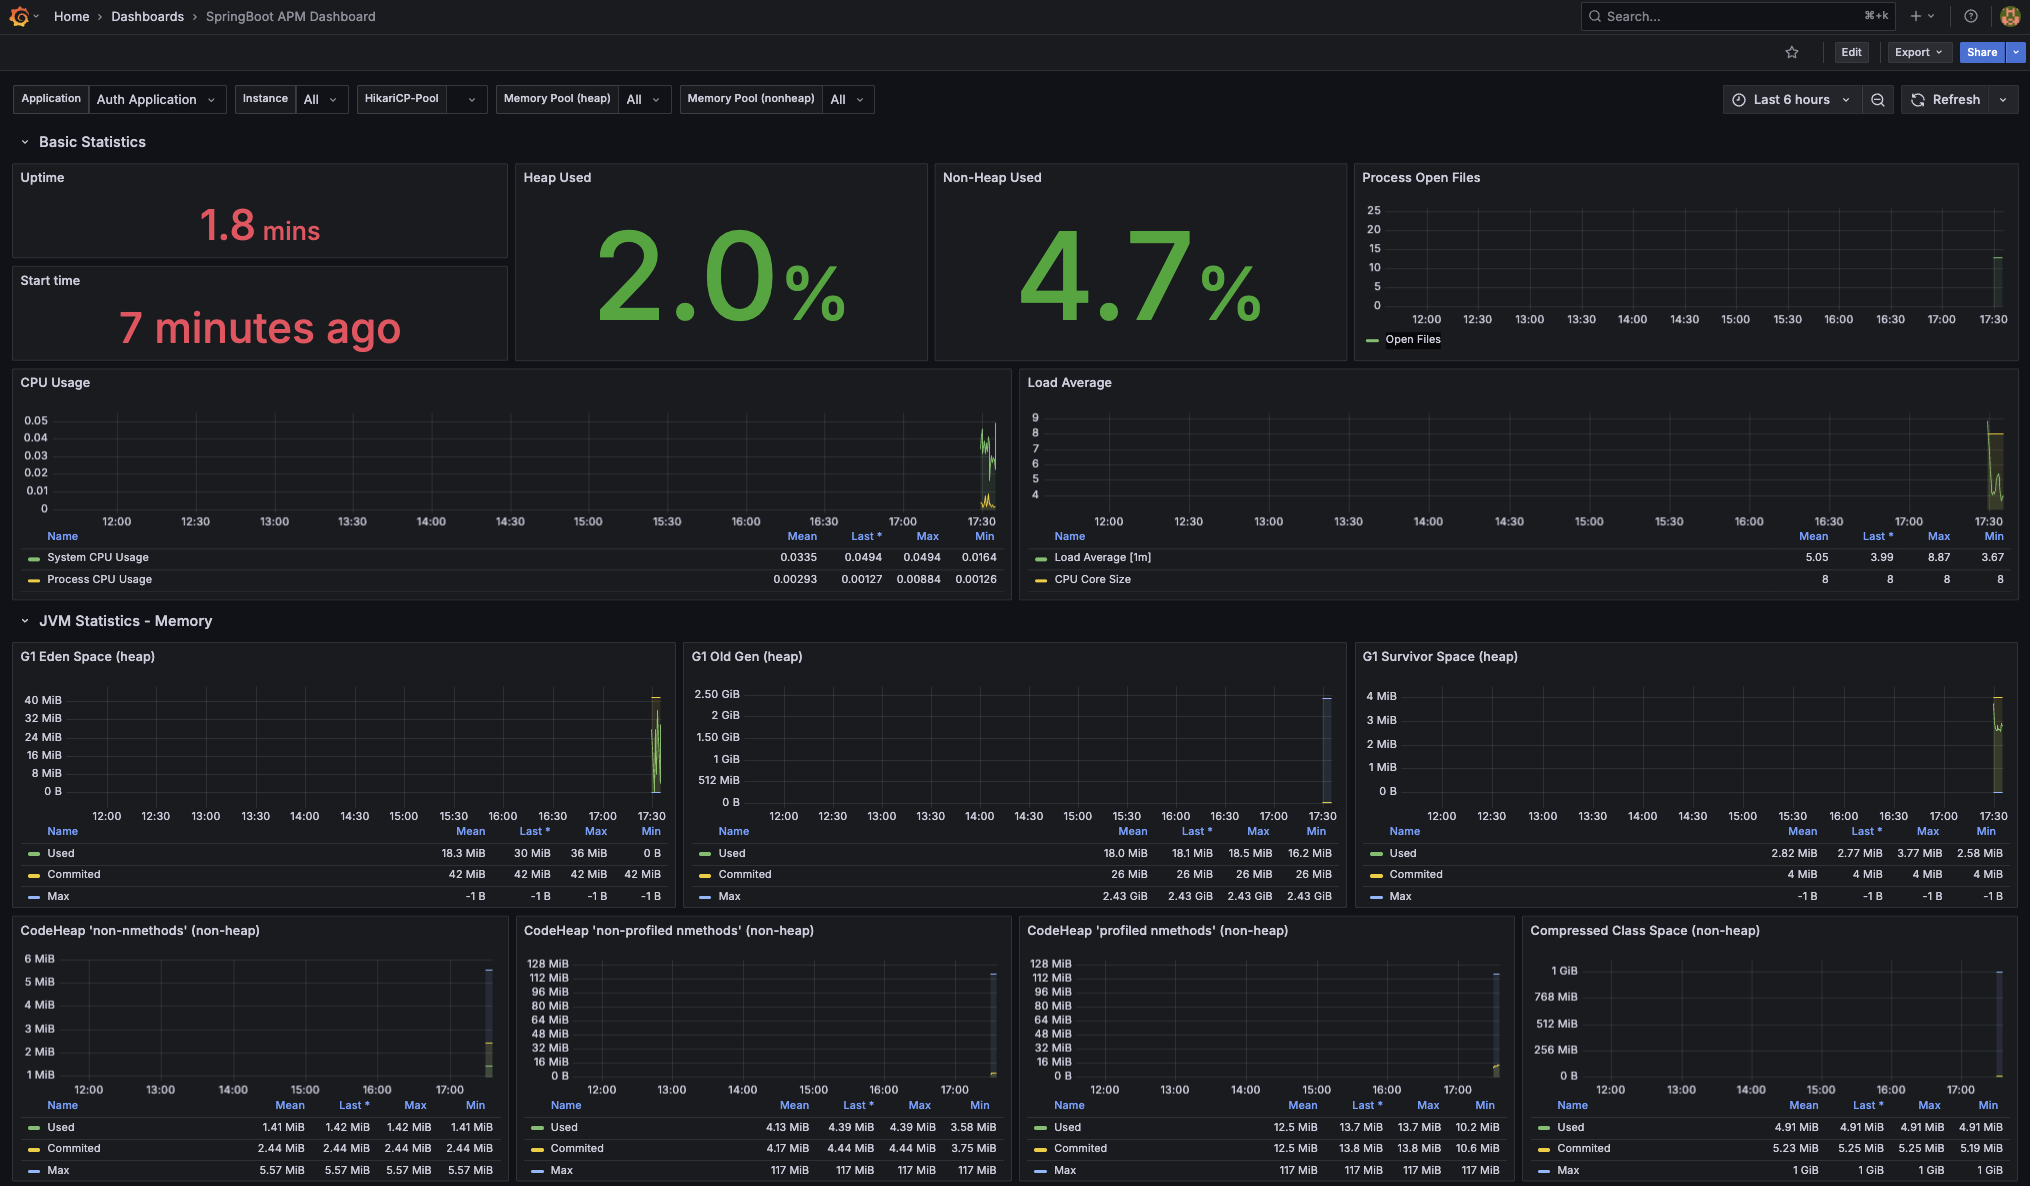 Home › Dashboards › SpringBoot APM Dashboard
Search... ⌘+k
Edit Export Share
Application Auth Application Instance All HikariCP-Pool Memory Pool (heap) All Memory Pool (nonheap) All Last 6 hours Refresh
Basic Statistics
Uptime
1.8 mins
Start time
7 minutes ago
Heap Used
2.0%
Non-Heap Used
4.7%
Process Open Files
25
20
15
10
5
0
12:00 12:30 13:00 13:30 14:00 14:30 15:00 15:30 16:00 16:30 17:00 17:30
Open Files
CPU Usage
0.05
0.04
0.03
0.02
0.01
0
12:00 12:30 13:00 13:30 14:00 14:30 15:00 15:30 16:00 16:30 17:00 17:30
Name Mean Last * Max Min
System CPU Usage 0.0335 0.0494 0.0494 0.0164
Process CPU Usage 0.00293 0.00127 0.00884 0.00126
Load Average
9
8
7
6
5
4
12:00 12:30 13:00 13:30 14:00 14:30 15:00 15:30 16:00 16:30 17:00 17:30
Name Mean Last * Max Min
Load Average [1m] 5.05 3.99 8.87 3.67
CPU Core Size 8 8 8 8
JVM Statistics - Memory
G1 Eden Space (heap)
40 MiB
32 MiB
24 MiB
16 MiB
8 MiB
0 B
12:00 12:30 13:00 13:30 14:00 14:30 15:00 15:30 16:00 16:30 17:00 17:30
Name Mean Last * Max Min
Used 18.3 MiB 30 MiB 36 MiB 0 B
Commited 42 MiB 42 MiB 42 MiB 42 MiB
Max -1 B -1 B -1 B -1 B
G1 Old Gen (heap)
2.50 GiB
2 GiB
1.50 GiB
1 GiB
512 MiB
0 B
12:00 12:30 13:00 13:30 14:00 14:30 15:00 15:30 16:00 16:30 17:00 17:30
Name Mean Last * Max Min
Used 18.0 MiB 18.1 MiB 18.5 MiB 16.2 MiB
Commited 26 MiB 26 MiB 26 MiB 26 MiB
Max 2.43 GiB 2.43 GiB 2.43 GiB 2.43 GiB
G1 Survivor Space (heap)
4 MiB
3 MiB
2 MiB
1 MiB
0 B
12:00 12:30 13:00 13:30 14:00 14:30 15:00 15:30 16:00 16:30 17:00 17:30
Name Mean Last * Max Min
Used 2.82 MiB 2.77 MiB 3.77 MiB 2.58 MiB
Commited 4 MiB 4 MiB 4 MiB 4 MiB
Max -1 B -1 B -1 B -1 B
CodeHeap 'non-nmethods' (non-heap)
6 MiB
5 MiB
4 MiB
3 MiB
2 MiB
1 MiB
12:00 13:00 14:00 15:00 16:00 17:00
Name Mean Last * Max Min
Used 1.41 MiB 1.42 MiB 1.42 MiB 1.41 MiB
Commited 2.44 MiB 2.44 MiB 2.44 MiB 2.44 MiB
Max 5.57 MiB 5.57 MiB 5.57 MiB 5.57 MiB
CodeHeap 'non-profiled nmethods' (non-heap)
128 MiB
112 MiB
96 MiB
80 MiB
64 MiB
48 MiB
32 MiB
16 MiB
0 B
12:00 13:00 14:00 15:00 16:00 17:00
Name Mean Last * Max Min
Used 4.13 MiB 4.39 MiB 4.39 MiB 3.58 MiB
Commited 4.17 MiB 4.44 MiB 4.44 MiB 3.75 MiB
Max 117 MiB 117 MiB 117 MiB 117 MiB
CodeHeap 'profiled nmethods' (non-heap)
128 MiB
112 MiB
96 MiB
80 MiB
64 MiB
48 MiB
32 MiB
16 MiB
0 B
12:00 13:00 14:00 15:00 16:00 17:00
Name Mean Last * Max Min
Used 12.5 MiB 13.7 MiB 13.7 MiB 10.2 MiB
Commited 12.5 MiB 13.8 MiB 13.8 MiB 10.6 MiB
Max 117 MiB 117 MiB 117 MiB 117 MiB
Compressed Class Space (non-heap)
1 GiB
768 MiB
512 MiB
256 MiB
0 B
12:00 13:00 14:00 15:00 16:00 17:00
Name Mean Last * Max Min
Used 4.91 MiB 4.91 MiB 4.91 MiB 4.91 MiB
Commited 5.23 MiB 5.25 MiB 5.25 MiB 5.19 MiB
Max 1 GiB 1 GiB 1 GiB 1 GiB